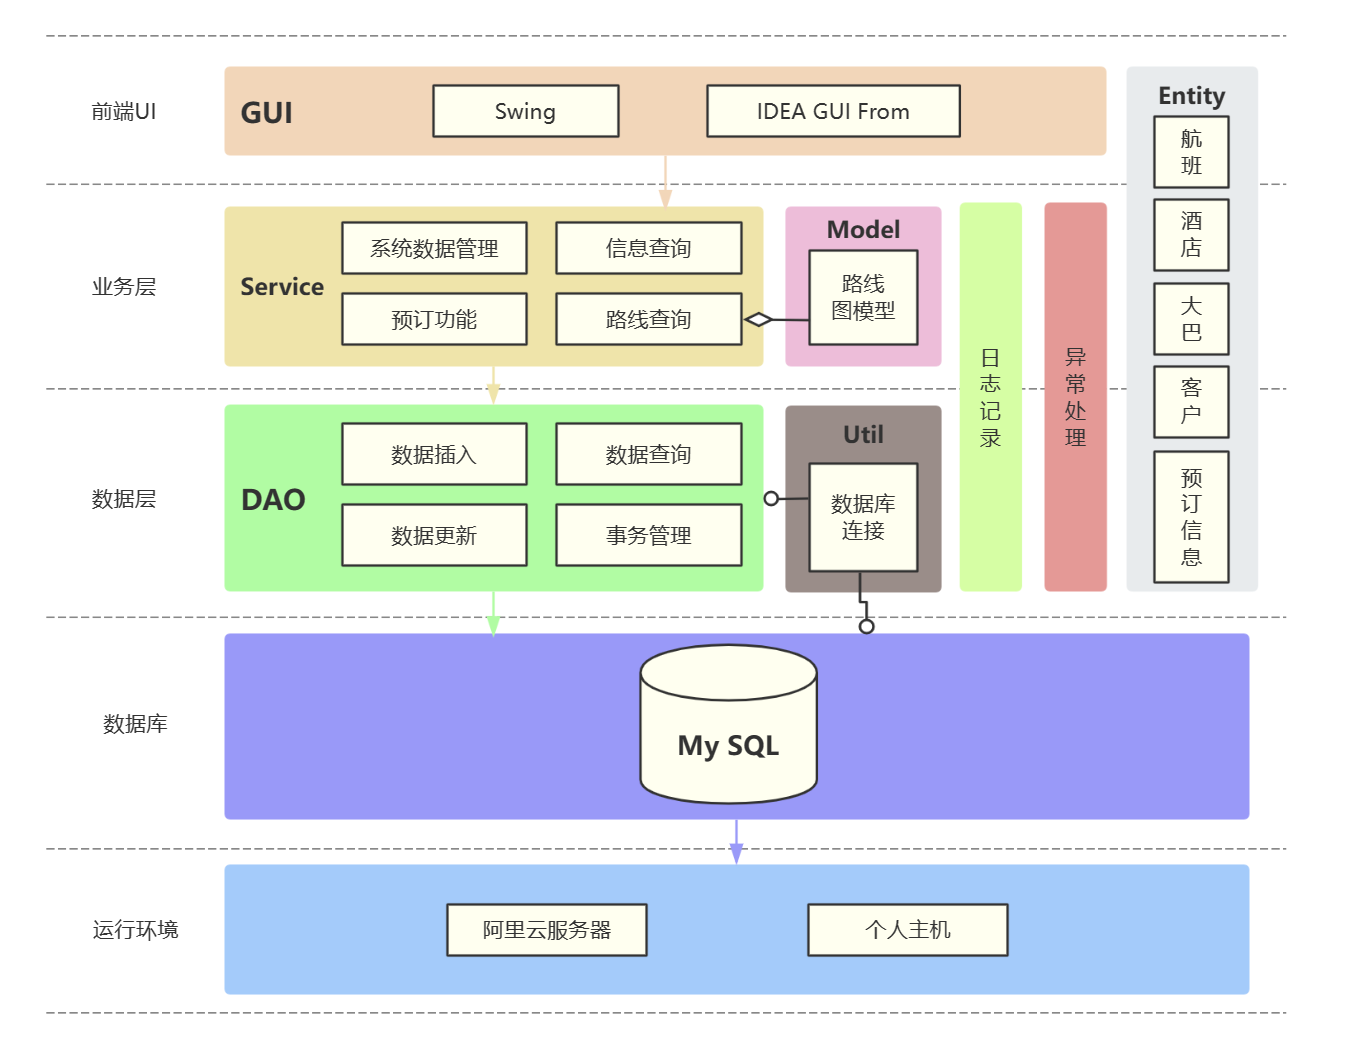 前端UI
GUI
Swing
IDEA GUI From
Entity
航
班
酒
店
大
巴
客
户
预
订
信
息
业务层
Service
系统数据管理
信息查询
预订功能
路线查询
Model
路线
图模型
日
志
记
录
异
常
处
理
数据层
DAO
数据插入
数据查询
数据更新
事务管理
Util
数据库
连接
数据库
My SQL
运行环境
阿里云服务器
个人主机